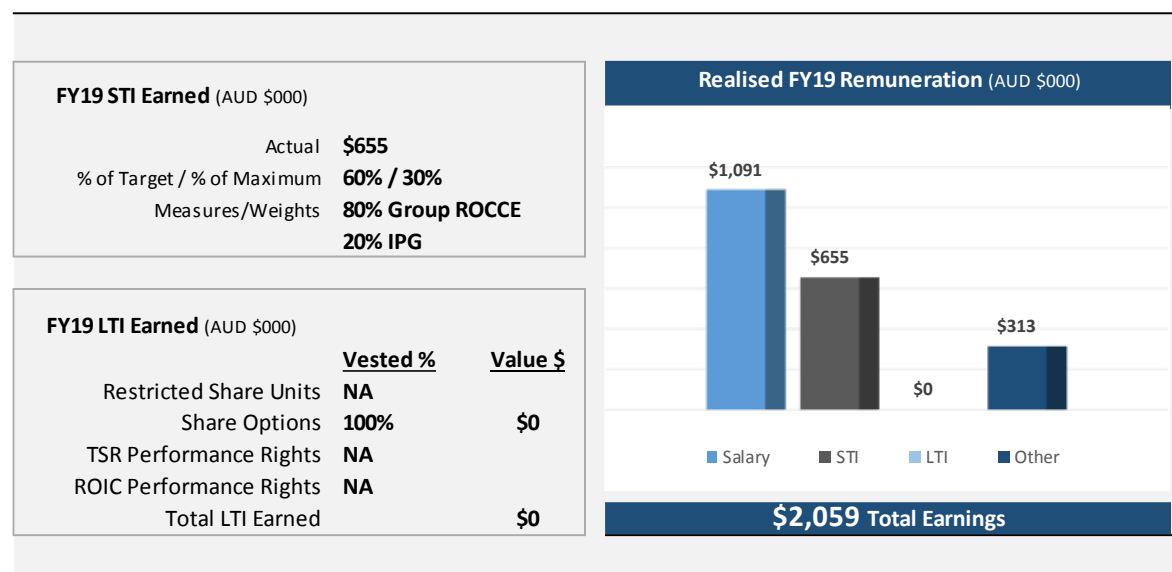 FY19 STI Earned (AUD $000)
Actual $655
% of Target / % of Maximum 60% / 30%
Measures/Weights 80% Group ROCCE
20% IPG
FY19 LTI Earned (AUD $000)
Vested % Value $
Restricted Share Units NA
Share Options 100% $0
TSR Performance Rights NA
ROIC Performance Rights NA
Total LTI Earned $0
Realised FY19 Remuneration (AUD $000)
$1,091
$655
$0
$313
Salary STI LTI Other
$2,059 Total Earnings